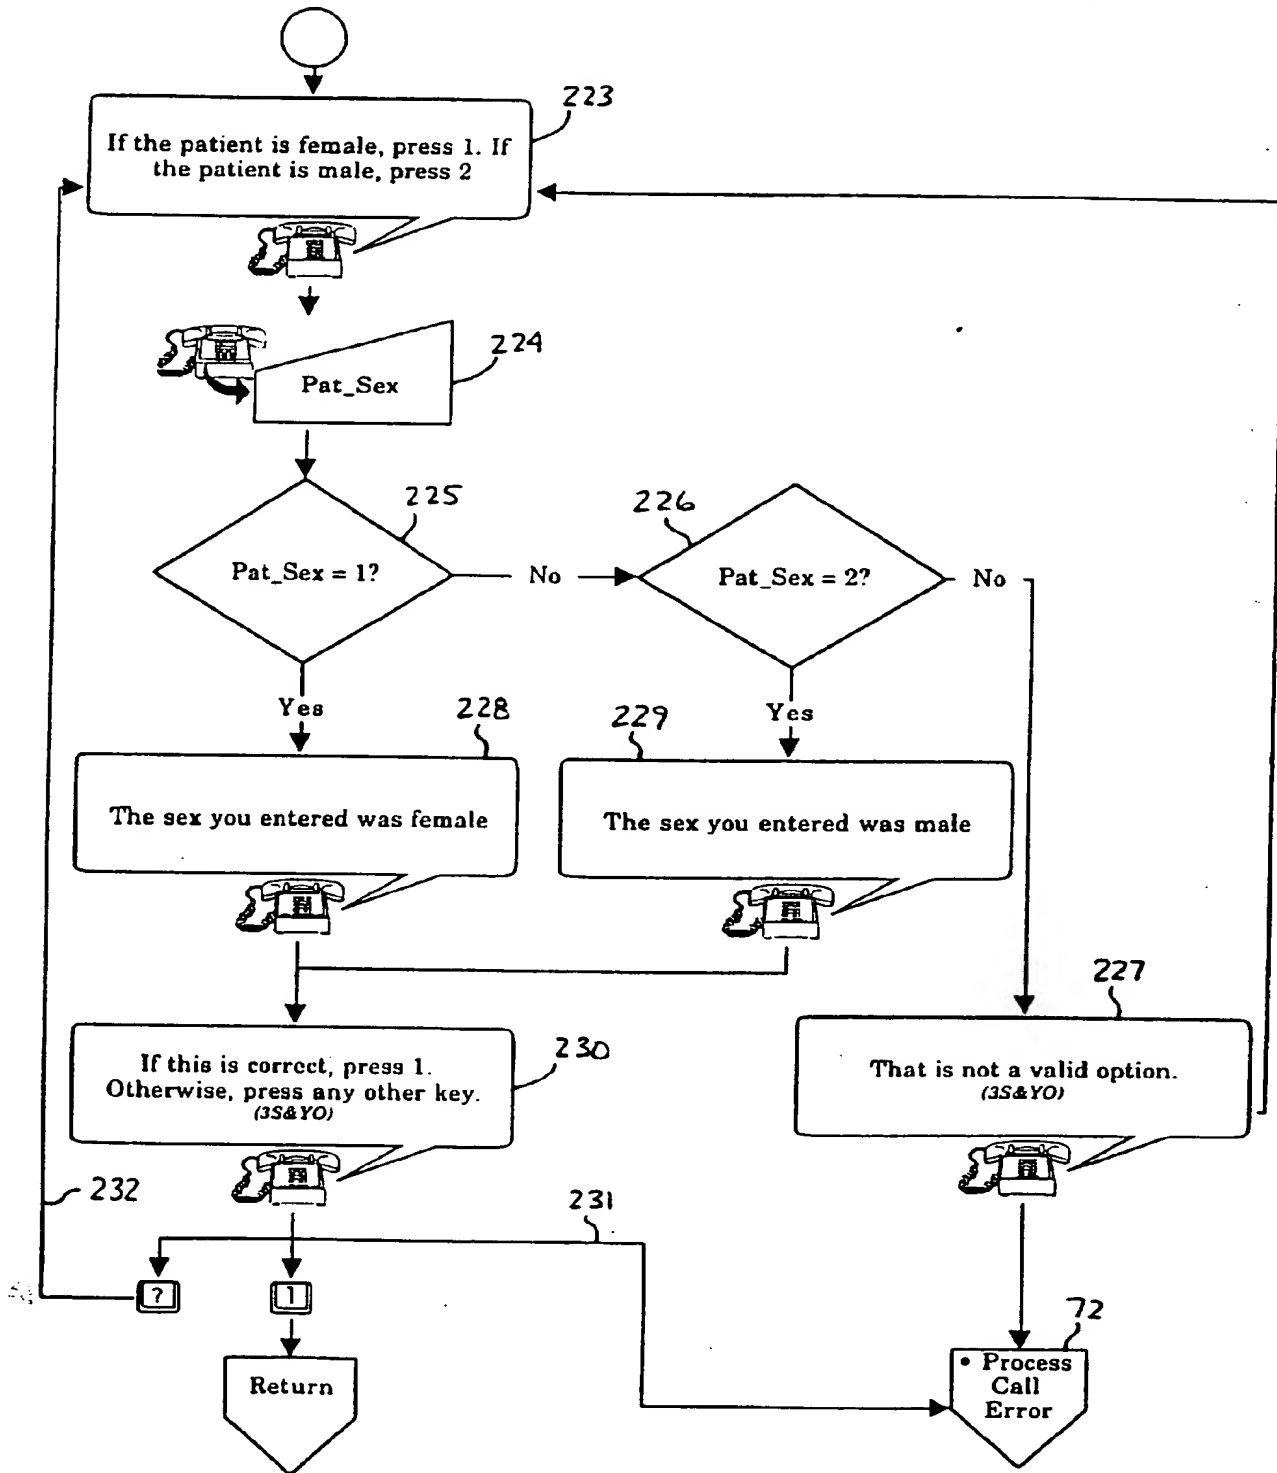 223
If the patient is female, press 1. If
the patient is male, press 2
224
Pat_Sex
225
Pat_Sex = 1?
No
226
Pat_Sex = 2?
No
Yes
228
The sex you entered was female
Yes
229
The sex you entered was male
227
That is not a valid option.
(3S&YO)
If this is correct, press 1.
Otherwise, press any other key.
(3S&YO)
230
232
231
?
1
Return
72
• Process
Call
Error